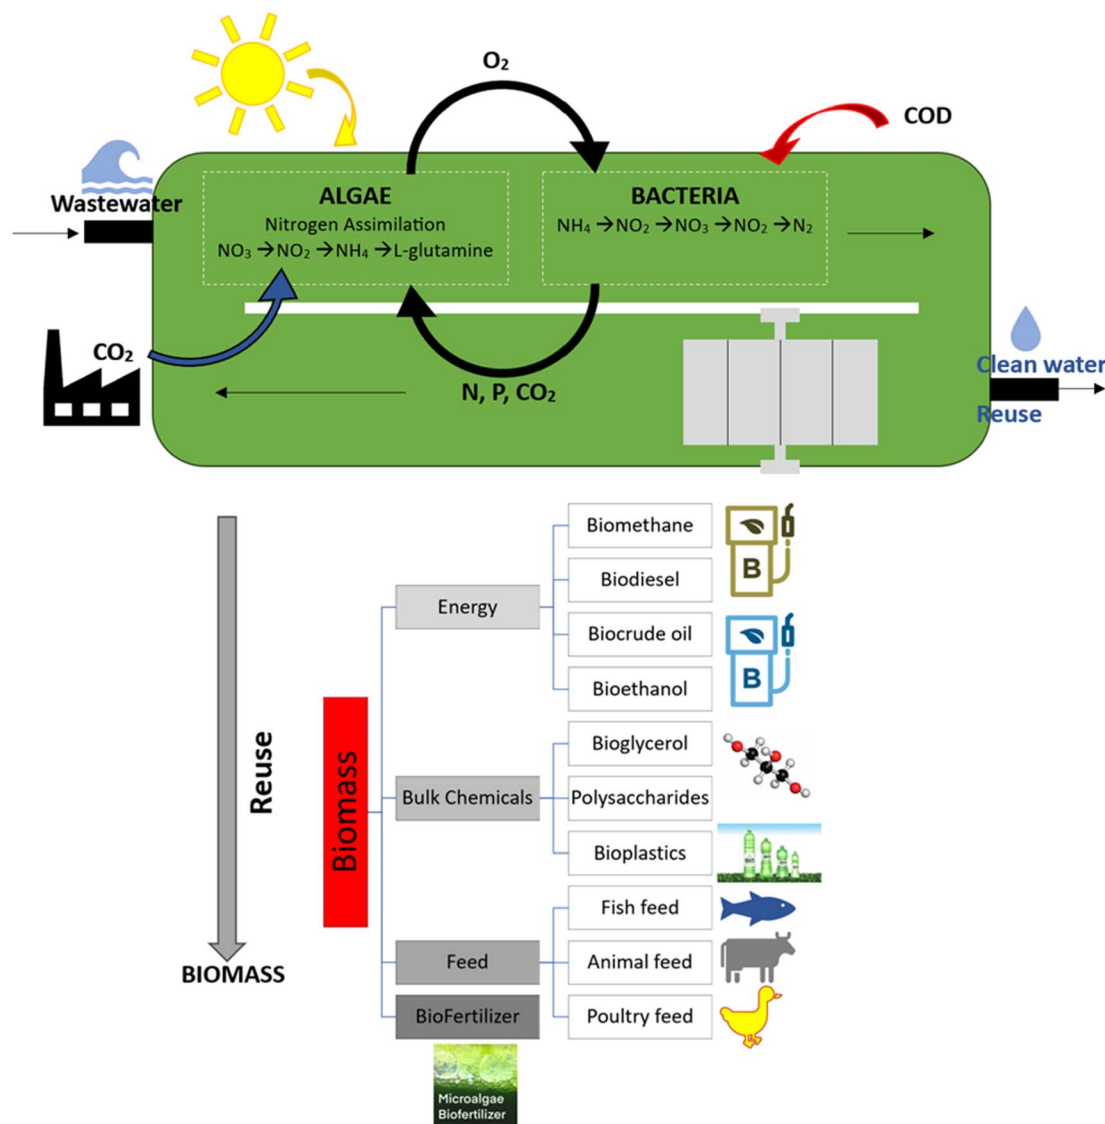 O₂
COD
ALGAE
Nitrogen Assimilation
NO₃ →NO₂ →NH₄ →L-glutamine
BACTERIA
NH₄ →NO₂ →NO₃ →NO₂ →N₂
Wastewater
CO₂
N, P, CO₂
Clean water
Reuse
Reuse
BIOMASS
Biomass
Energy
Biomethane
Biodiesel
Biocrude oil
Bioethanol
B
B
Bulk Chemicals
Bioglycerol
Polysaccharides
Bioplastics
Feed
Fish feed
Animal feed
Poultry feed
BioFertilizer
Microalgae
Biofertilizer